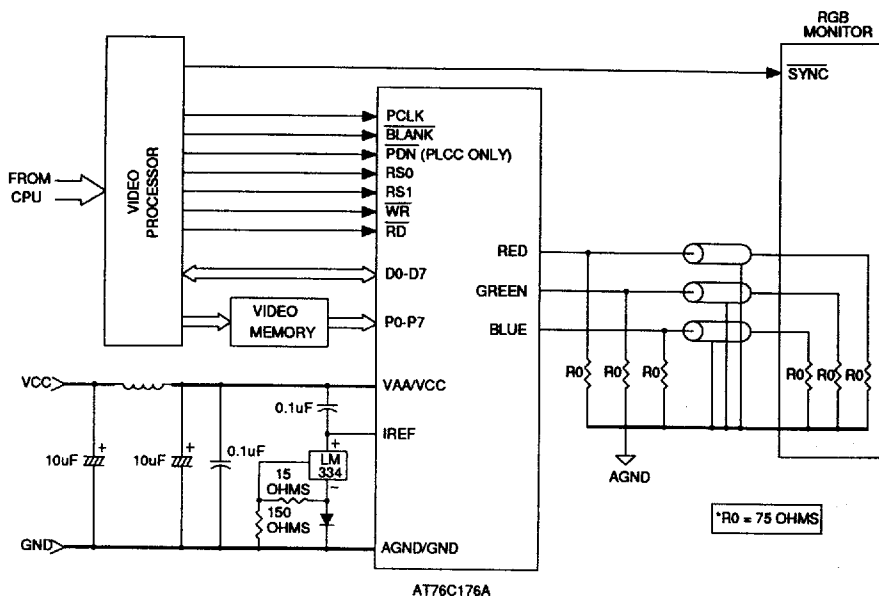 RGB
MONITOR
SYNC
PCLK
BLANK
PDN (PLCC ONLY)
RS0
RS1
WR
RD
FROM
CPU
VIDEO
PROCESSOR
D0-D7
VIDEO
MEMORY
P0-P7
RED
GREEN
BLUE
R0 R0 R0
R0 R0 R0
VCC
VAA/VCC
0.1uF
IREF
+
+
+
10uF
10uF
0.1uF
LM
334
−
15
OHMS
150
OHMS
AGND
*R0 = 75 OHMS
GND
AGND/GND
AT76C176A